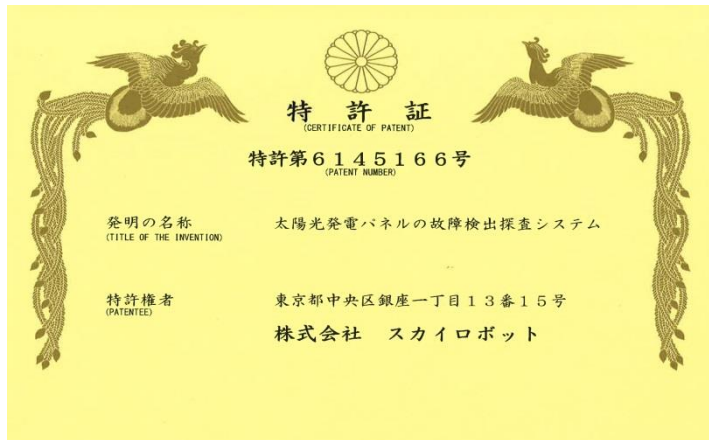 特許証
(CERTIFICATE OF PATENT)
特許第6145166号
(PATENT NUMBER)
発明の名称 太陽光発電パネルの故障検出探査システム
(TITLE OF THE INVENTION)
特許権者 東京都中央区銀座一丁目13番15号
(PATENTEE)
株式会社 スカイロボット